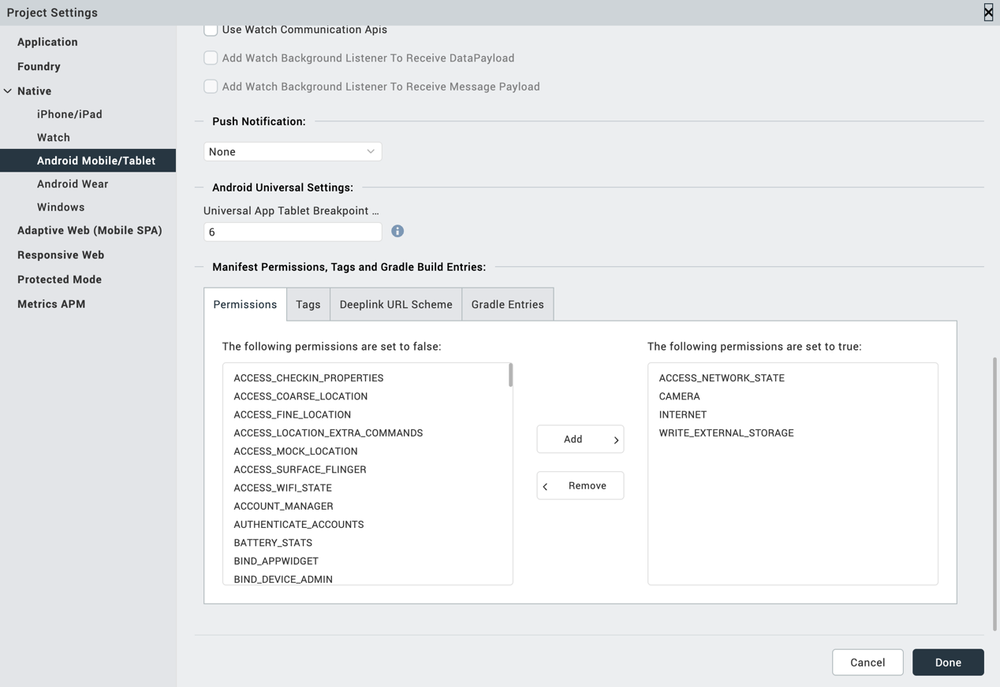 Project Settings
Application
Foundry
Native
iPhone/iPad
Watch
Android Mobile/Tablet
Android Wear
Windows
Adaptive Web (Mobile SPA)
Responsive Web
Protected Mode
Metrics APM
Use Watch Communication Apis
Add Watch Background Listener To Receive DataPayload
Add Watch Background Listener To Receive Message Payload
Push Notification:
None
Android Universal Settings:
Universal App Tablet Breakpoint ...
6
Manifest Permissions, Tags and Gradle Build Entries:
Permissions Tags Deeplink URL Scheme Gradle Entries
The following permissions are set to false:
ACCESS_CHECKIN_PROPERTIES
ACCESS_COARSE_LOCATION
ACCESS_FINE_LOCATION
ACCESS_LOCATION_EXTRA_COMMANDS
ACCESS_MOCK_LOCATION
ACCESS_SURFACE_FLINGER
ACCESS_WIFI_STATE
ACCOUNT_MANAGER
AUTHENTICATE_ACCOUNTS
BATTERY_STATS
BIND_APPWIDGET
BIND_DEVICE_ADMIN
Add
Remove
The following permissions are set to true:
ACCESS_NETWORK_STATE
CAMERA
INTERNET
WRITE_EXTERNAL_STORAGE
Cancel
Done